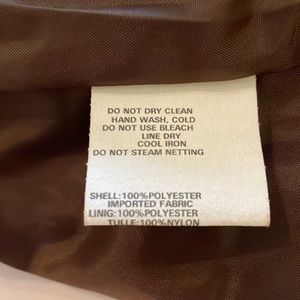 DO NOT DRY CLEAN
HAND WASH, COLD
DO NOT USE BLEACH
LINE DRY
COOL IRON
DO NOT STEAM NETTING
SHELL:100%POLYESTER
IMPORTED FABRIC
LINIG:100%POLYESTER
TULLE:100%NYLON